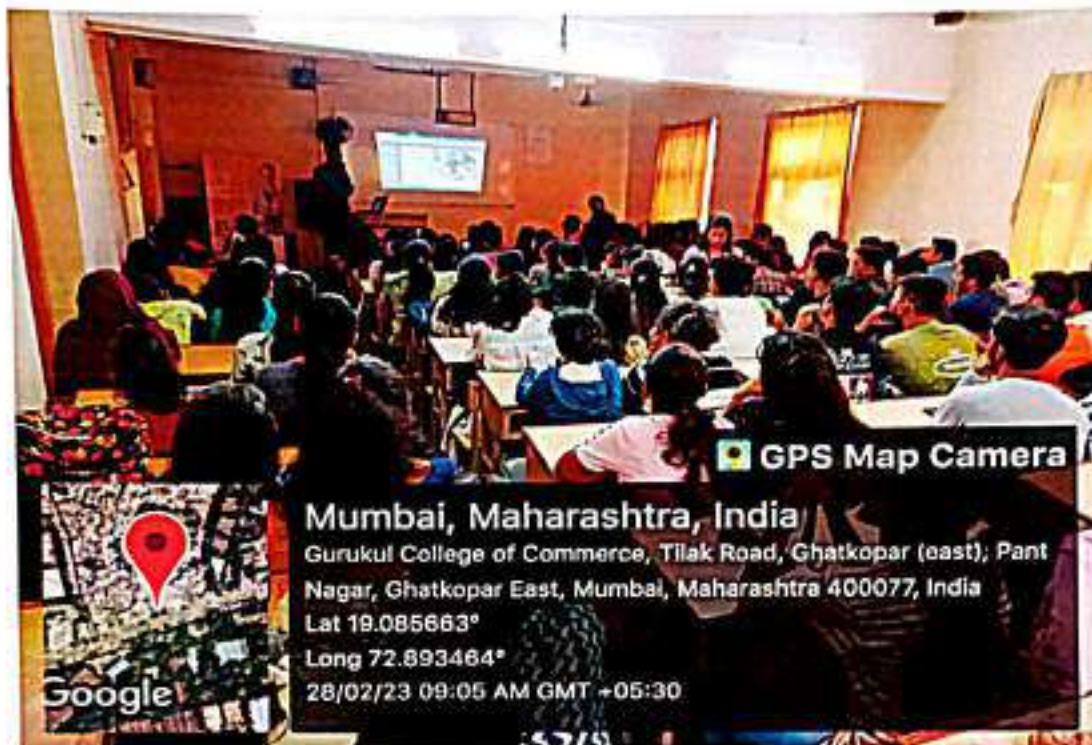 GPS Map Camera
Mumbai, Maharashtra, India
Gurukul College of Commerce, Tilak Road, Ghatkopar (east), Pant
Nagar, Ghatkopar East, Mumbai, Maharashtra 400077, India
Lat 19.085663°
Long 72.893464°
28/02/23 09:05 AM GMT +05:30
Google